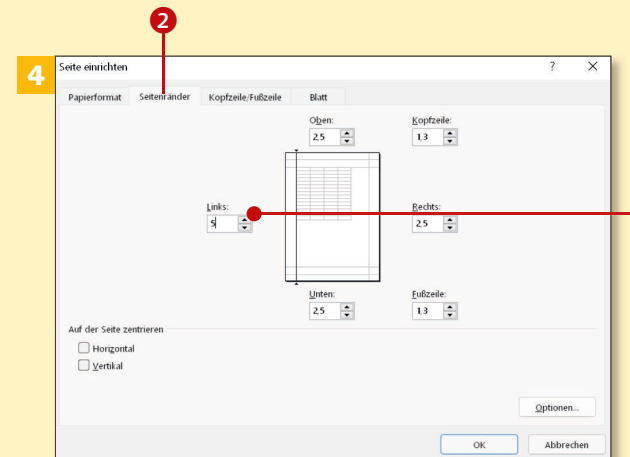 2
4
Seite einrichten ? X
Papierformat Seitenränder Kopfzeile/Fußzeile Blatt
Oben: Kopfzeile:
2,5 1,3
Links: Rechts:
5 2,5
Unten: Fußzeile:
2,5 1,3
Auf der Seite zentrieren
Horizontal
Vertikal
Optionen...
OK Abbrechen